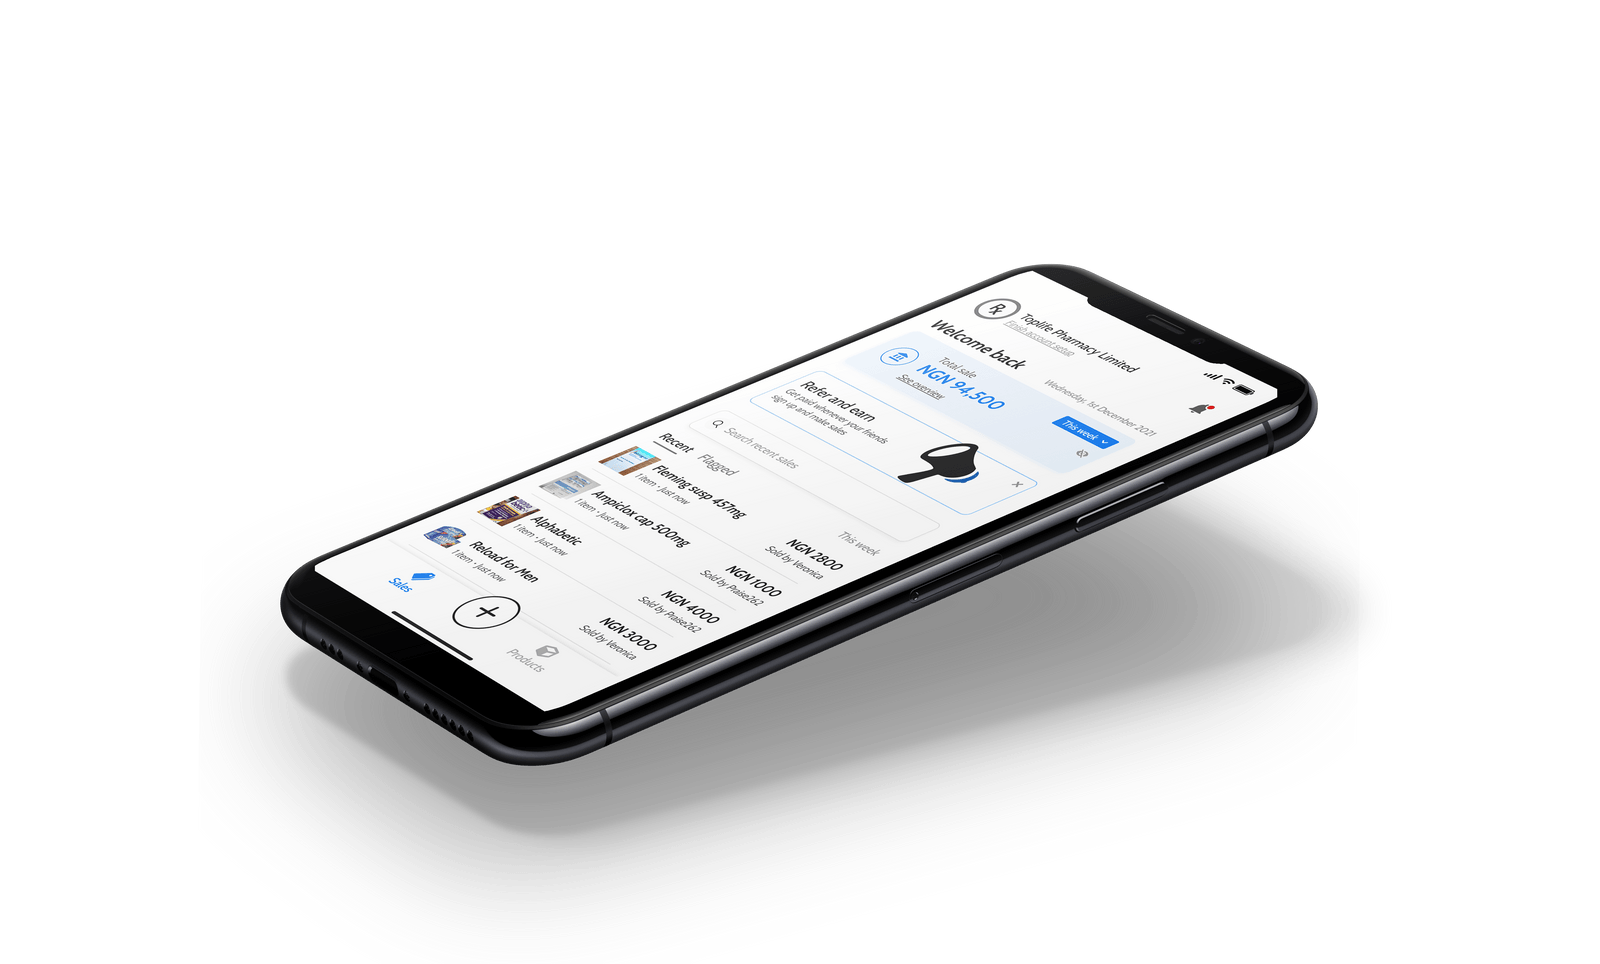 Toplife Pharmacy Limited
Finish account setup
Welcome back
Wednesday, 1st December 2021
Total sale
NGN 94,500
See overview
This week
Refer and earn
Get paid whenever your friends
sign up and make sales
Search recent sales
Recent
Flagged
This week
Fleming susp 457mg
1 item · Just now
NGN 2800
Sold by Veronica
Ampiclox cap 500mg
1 item · Just now
NGN 1000
Sold by Praise262
Alphabetic
1 item · Just now
NGN 4000
Sold by Praise262
Reload for Men
1 item · Just now
NGN 3000
Sold by Veronica
Sales
Products